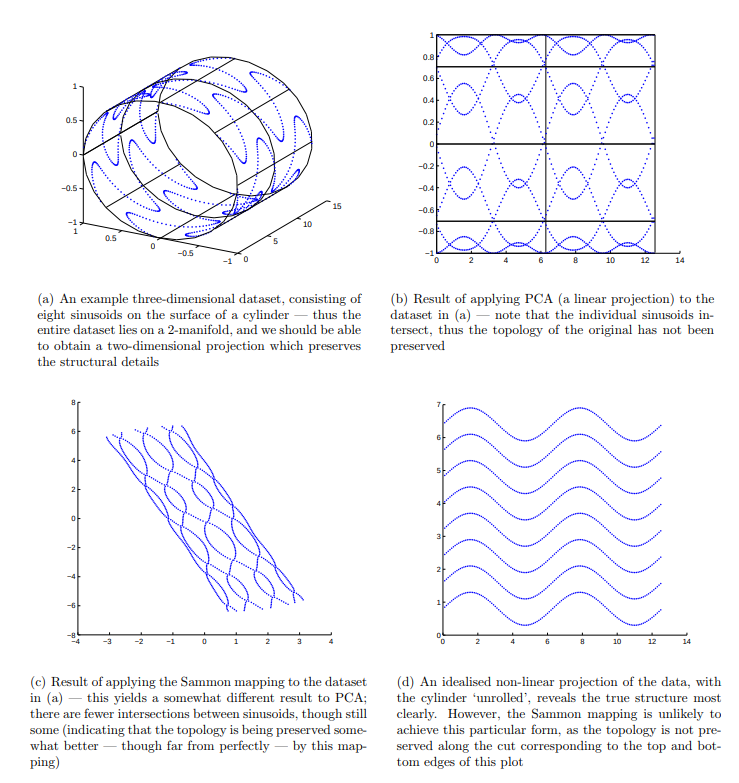 1
0.5
0
−0.5
−1
1
0.5
0
−0.5
−1
0
5
10
15
1
0.8
0.6
0.4
0.2
0
−0.2
−0.4
−0.6
−0.8
−1
0 2 4 6 8 10 12 14
(a) An example three-dimensional dataset, consisting of
eight sinusoids on the surface of a cylinder — thus the
entire dataset lies on a 2-manifold, and we should be able
to obtain a two-dimensional projection which preserves
the structural details
(b) Result of applying PCA (a linear projection) to the
dataset in (a) — note that the individual sinusoids in-
tersect, thus the topology of the original has not been
preserved
8
6
4
2
0
−2
−4
−6
−8
−4 −3 −2 −1 0 1 2 3 4
7
6
5
4
3
2
1
0
0 2 4 6 8 10 12 14
(c) Result of applying the Sammon mapping to the dataset
in (a) — this yields a somewhat different result to PCA;
there are fewer intersections between sinusoids, though still
some (indicating that the topology is being preserved some-
what better — though far from perfectly — by this map-
ping)
(d) An idealised non-linear projection of the data, with
the cylinder ‘unrolled’, reveals the true structure most
clearly. However, the Sammon mapping is unlikely to
achieve this particular form, as the topology is not pre-
served along the cut corresponding to the top and bot-
tom edges of this plot